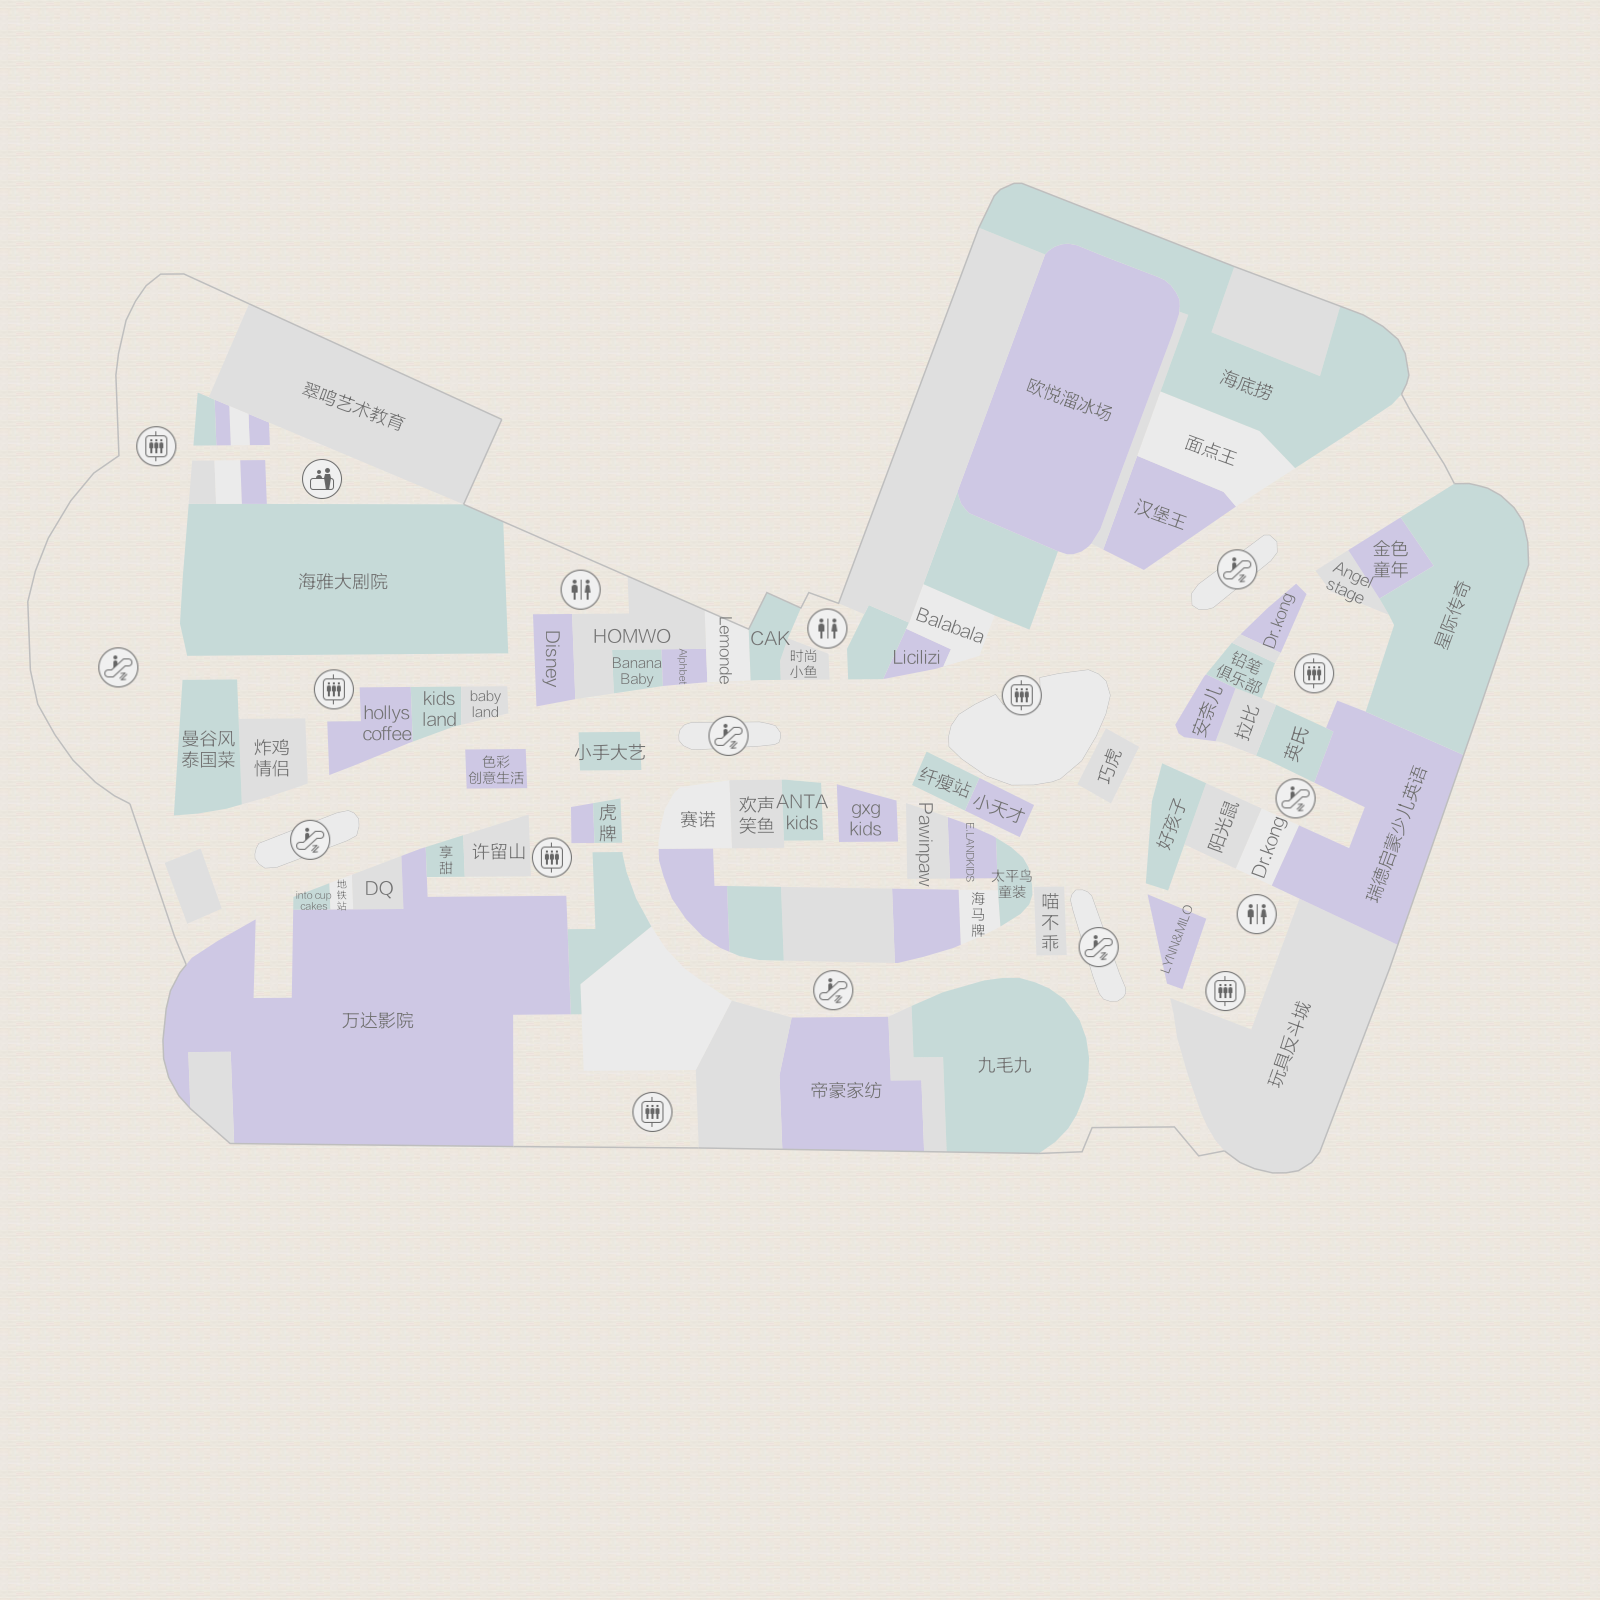 翠鸣艺术教育
欧悦溜冰场
海底捞
面点王
汉堡王
金色
童年
Angel
stage
星际传奇
海雅大剧院
Disney
HOMWO
Banana
Baby
Alphbet
Lemonde
CAK
时尚
小鱼
Balabala
Licilizi
Dr.kong
铅笔
俱乐部
安奈儿
拉比
英氏
曼谷风
泰国菜
炸鸡
情侣
hollys
coffee
kids
land
baby
land
色彩
创意生活
小手大艺
虎
牌
赛诺
欢声
笑鱼
ANTA
kids
gxg
kids
纤瘦站
小天才
巧虎
Pawinpaw
E.LANDKIDS
太平鸟
童装
海
马
牌
喵
不
乖
好孩子
阳光鼠
Dr.kong
瑞德启蒙少儿英语
LYNN&MILO
享
甜
许留山
DQ
地
铁
站
into cup
cakes
万达影院
帝豪家纺
九毛九
玩具反斗城